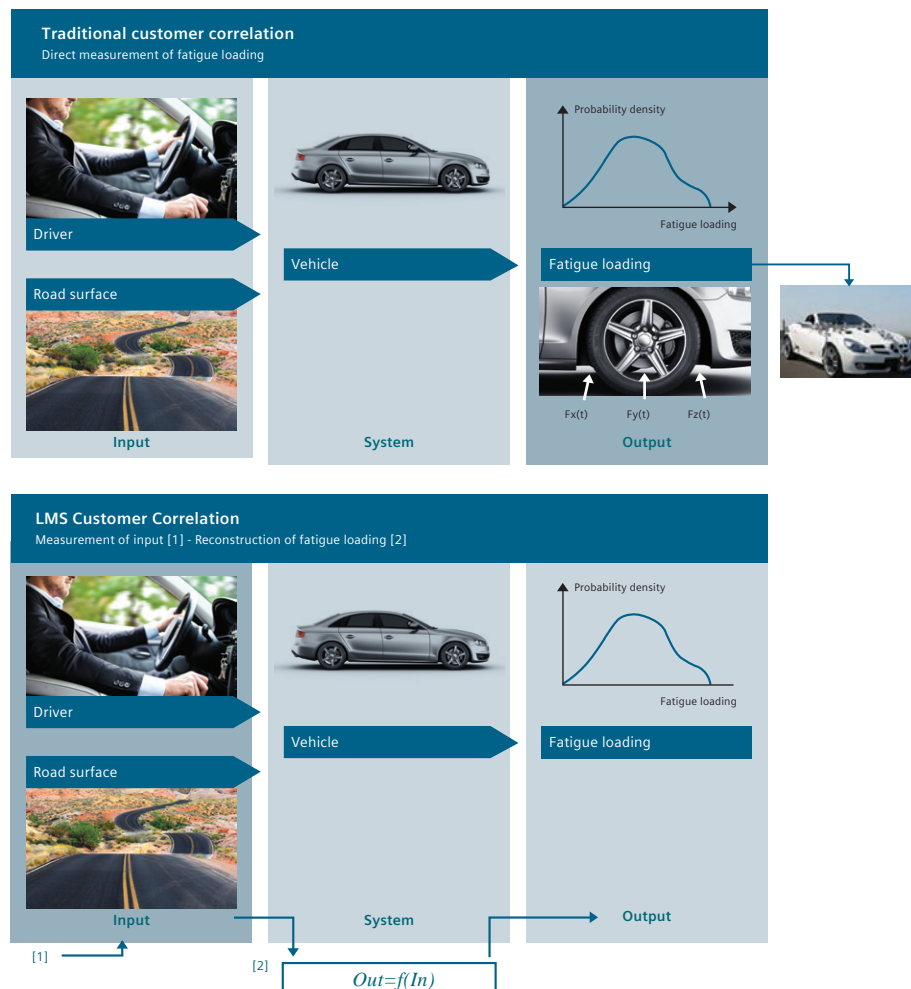 Traditional customer correlation
Direct measurement of fatigue loading
Driver
Road surface
Input
Vehicle
System
Probability density
Fatigue loading
Fatigue loading
Fx(t)
Fy(t)
Fz(t)
Output
LMS Customer Correlation
Measurement of input [1] - Reconstruction of fatigue loading [2]
Driver
Road surface
Input
Vehicle
System
Probability density
Fatigue loading
Fatigue loading
Output
[1]
[2]
Out=f(In)